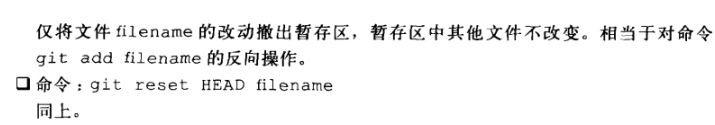 仅将文件 filename 的改动撤出暂存区，暂存区中其他文件不改变。相当于对命令
git add filename 的反向操作。
❑ 命令：git reset HEAD filename
同上。